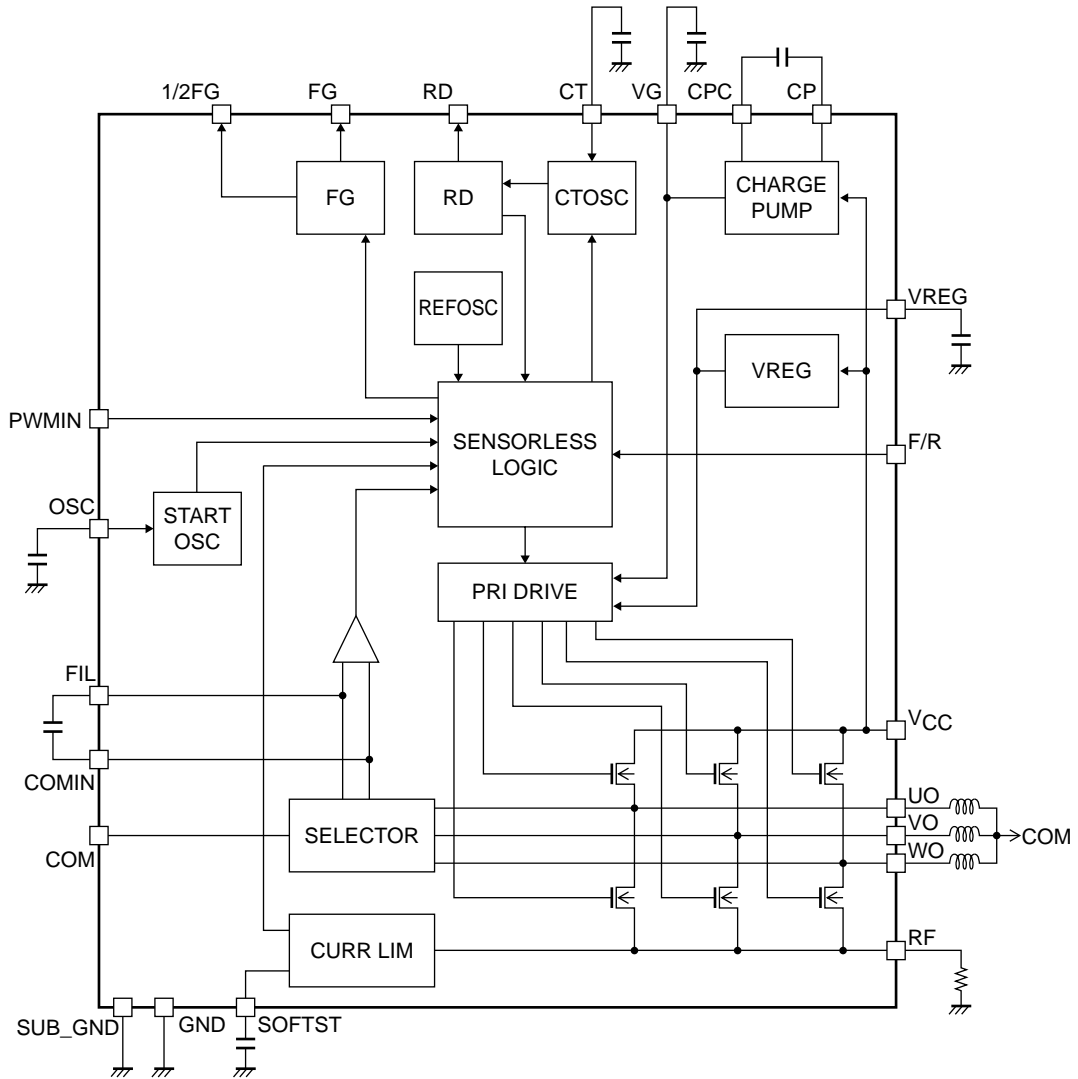 1/2FG
FG
RD
CT
VG
CPC
CP
FG
RD
CTOSC
CHARGE
PUMP
REFOSC
VREG
VREG
PWMIN
SENSORLESS
LOGIC
F/R
OSC
START
OSC
PRI DRIVE
FIL
VCC
COMIN
UO
SELECTOR
VO
COM
COM
WO
CURR LIM
RF
SUB_GND
GND
SOFTST